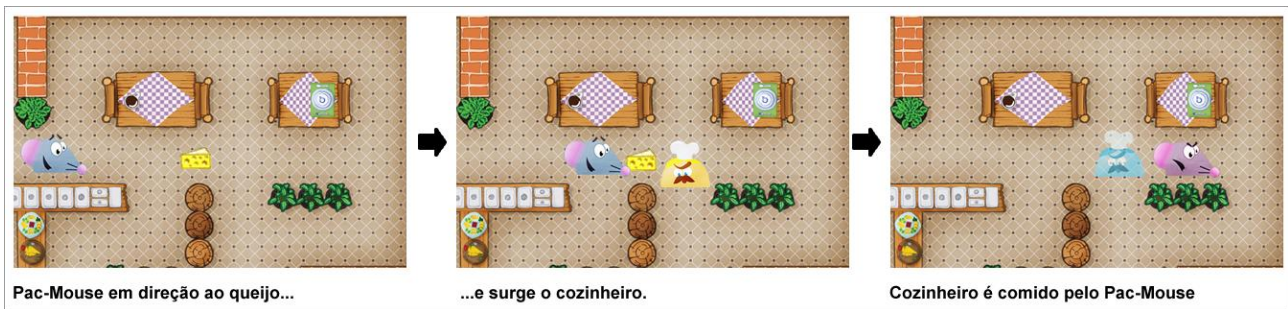 Pac-Mouse em direção ao queijo...
...e surge o cozinheiro.
Cozinheiro é comido pelo Pac-Mouse